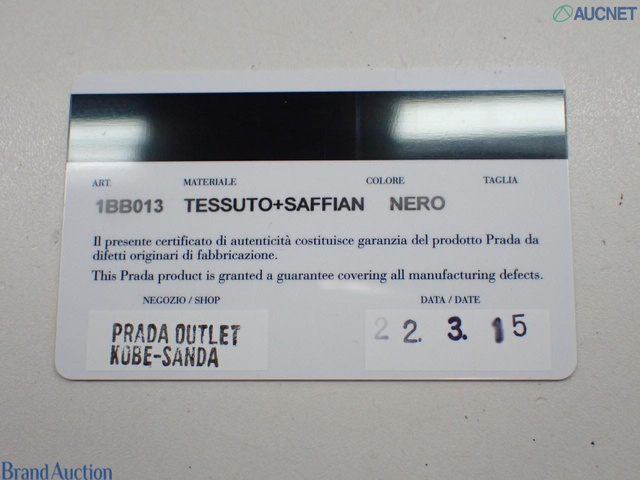 AUCNET
ART. MATERIALE COLORE TAGLIA
1BB013 TESSUTO+SAFFIAN NERO
Il presente certificato di autenticità costituisce garanzia del prodotto Prada da
difetti originari di fabbricazione.
This Prada product is granted a guarantee covering all manufacturing defects.
NEGOZIO / SHOP DATA / DATE
PRADA OUTLET 22. 3. 15
KOBE-SANDA
Brand Auction